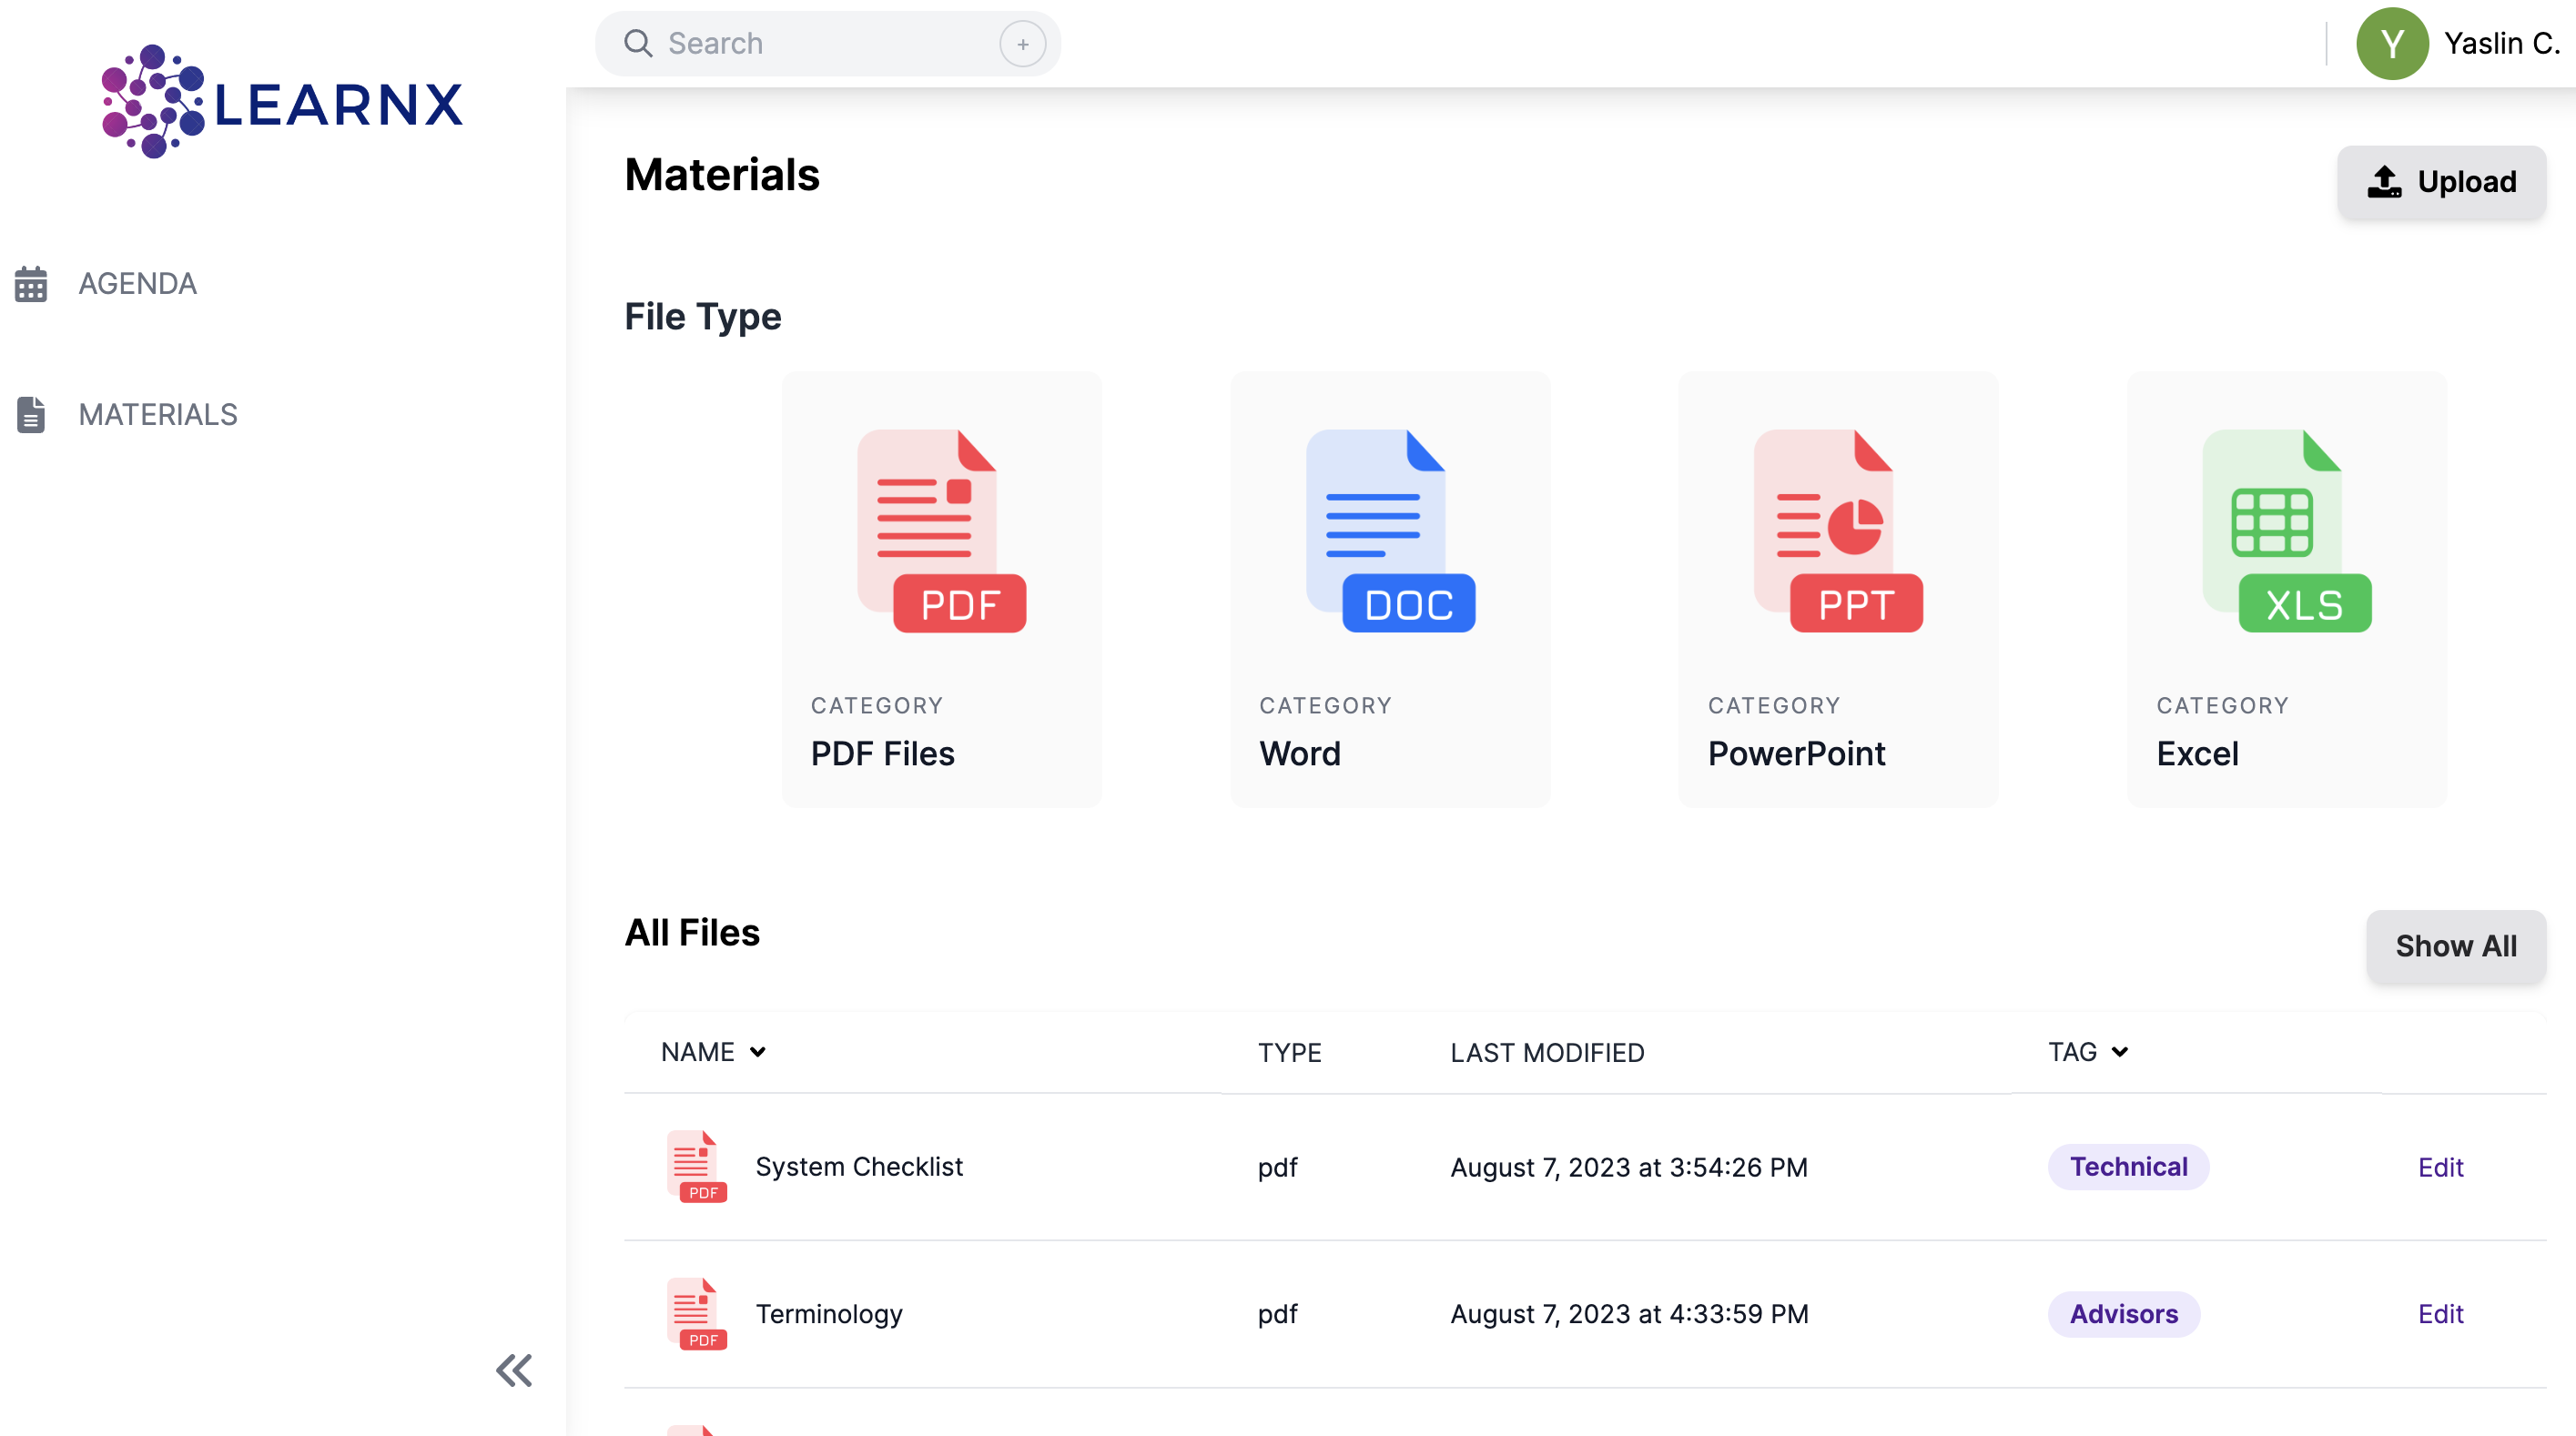 LEARNX
Search
+
Y
Yaslin C.
AGENDA
MATERIALS
Materials
Upload
File Type
PDF
DOC
PPT
XLS
CATEGORY
PDF Files
CATEGORY
Word
CATEGORY
PowerPoint
CATEGORY
Excel
All Files
Show All
NAME TYPE LAST MODIFIED TAG
PDF System Checklist pdf August 7, 2023 at 3:54:26 PM Technical Edit
PDF Terminology pdf August 7, 2023 at 4:33:59 PM Advisors Edit